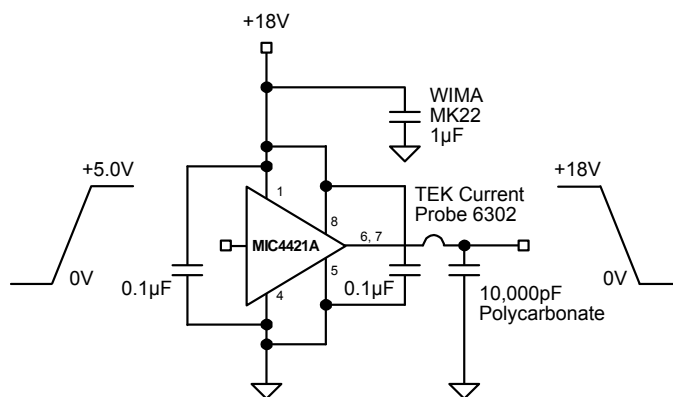 +18V
WIMA
MK22
1µF
+5.0V
TEK Current
Probe 6302
+18V
1
8
6, 7
MIC4421A
0.1µF
5
4
0.1µF
0V
0V
10,000pF
Polycarbonate